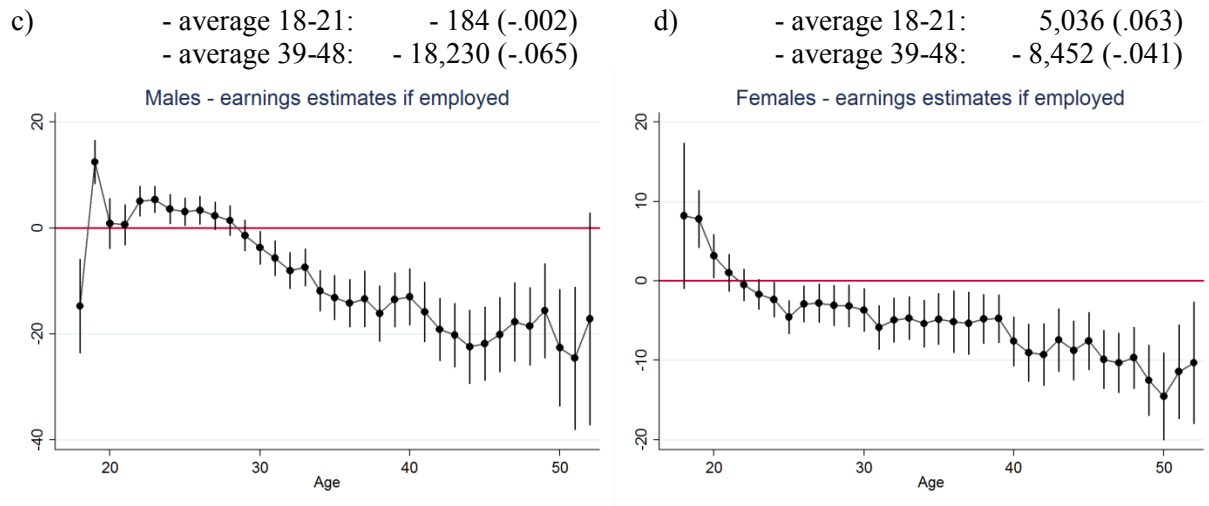 c) - average 18-21: - 184 (-.002)
- average 39-48: - 18,230 (-.065)
Males - earnings estimates if employed
20
0
20
-40
20
30
40
50
Age
d) - average 18-21: 5,036 (.063)
- average 39-48: - 8,452 (-.041)
Females - earnings estimates if employed
20
10
0
-10
-20
20
30
40
50
Age